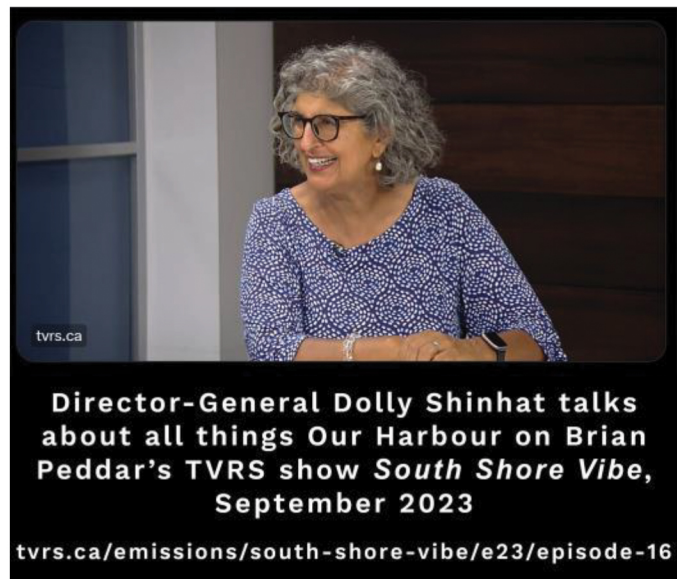 tvrs.ca
Director-General Dolly Shinhat talks
about all things Our Harbour on Brian
Peddar's TVRS show South Shore Vibe,
September 2023
tvrs.ca/emissions/south-shore-vibe/e23/episode-16